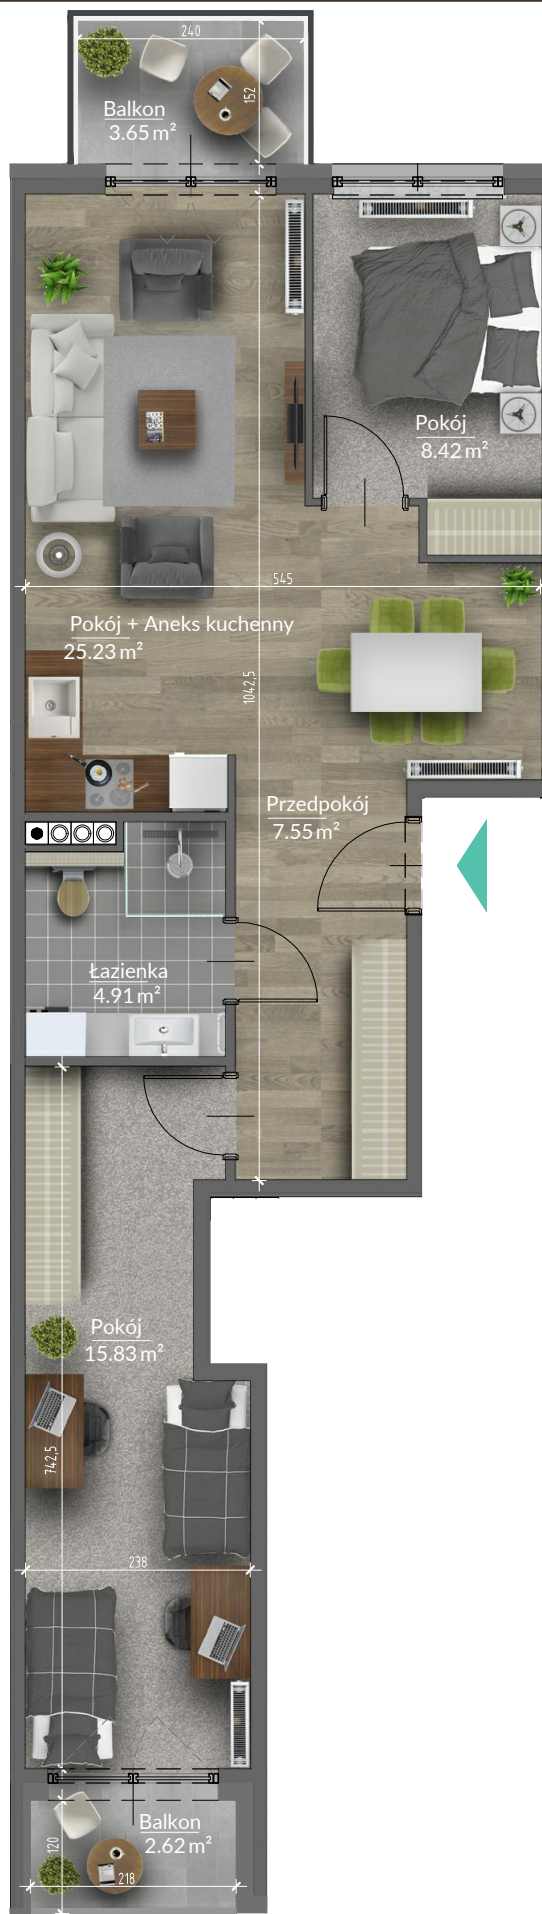 240
152
Balkon
3.65 m²
Pokój
8.42 m²
545
Pokój + Aneks kuchenny
25.23 m²
1042,5
Przedpokój
7.55 m²
Łazienka
4.91 m²
Pokój
15.83 m²
742,5
238
Balkon
2.62 m²
120
218